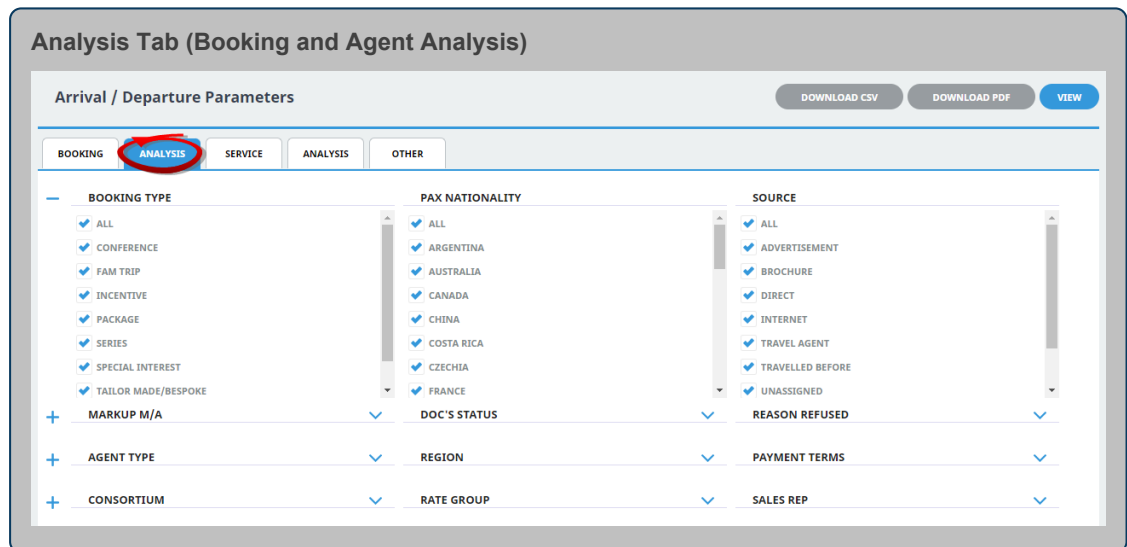 Analysis Tab (Booking and Agent Analysis)
Arrival / Departure Parameters
DOWNLOAD CSV DOWNLOAD PDF VIEW
BOOKING ANALYSIS SERVICE ANALYSIS OTHER
BOOKING TYPE PAX NATIONALITY SOURCE
ALL ALL ALL
CONFERENCE ARGENTINA ADVERTISEMENT
FAM TRIP AUSTRALIA BROCHURE
INCENTIVE CANADA DIRECT
PACKAGE CHINA INTERNET
SERIES COSTA RICA TRAVEL AGENT
SPECIAL INTEREST CZECHIA TRAVELLED BEFORE
TAILOR MADE/BESPOKE FRANCE UNASSIGNED
MARKUP M/A DOC'S STATUS REASON REFUSED
AGENT TYPE REGION PAYMENT TERMS
CONSORTIUM RATE GROUP SALES REP